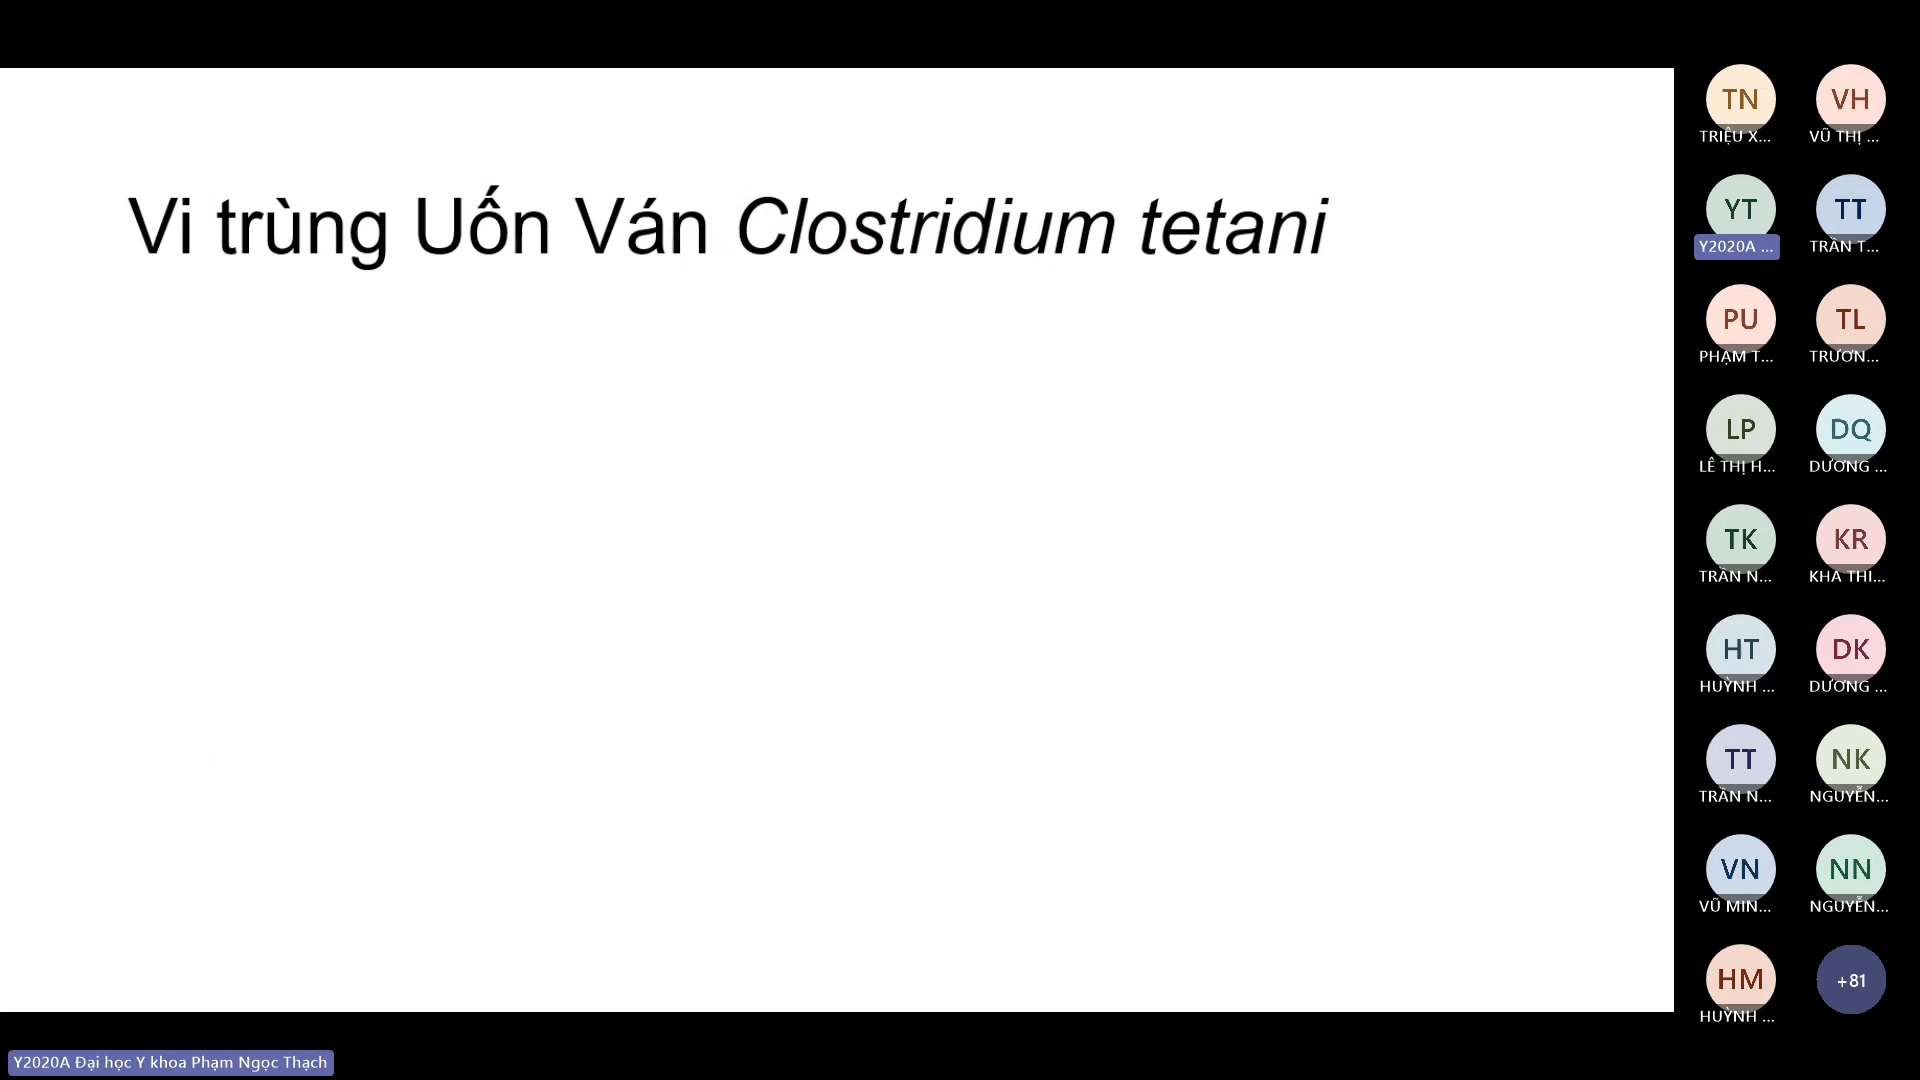 Vi trùng Uốn Ván Clostridium tetani
TN
TRIỆU X...
VH
VŨ THỊ ...
YT
Y2020A ...
TT
TRẦN T...
PU
PHẠM T...
TL
TRƯƠN...
LP
LÊ THỊ H...
DQ
DƯƠNG ...
TK
TRẦN N...
KR
KHA THI...
HT
HUỲNH ...
DK
DƯƠNG ...
TT
TRẦN N...
NK
NGUYỄN...
VN
VŨ MIN...
NN
NGUYỄN...
HM
HUỲNH ...
+81
Y2020A Đại học Y khoa Phạm Ngọc Thạch